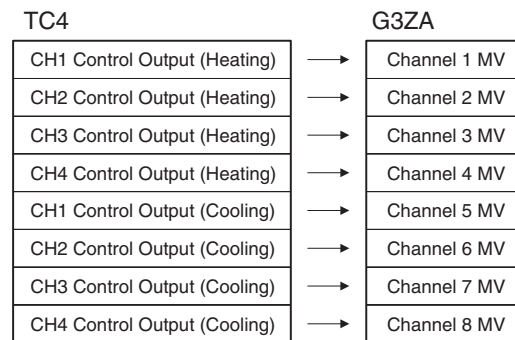 TC4 G3ZA
CH1 Control Output (Heating) Channel 1 MV
CH2 Control Output (Heating) Channel 2 MV
CH3 Control Output (Heating) Channel 3 MV
CH4 Control Output (Heating) Channel 4 MV
CH1 Control Output (Cooling) Channel 5 MV
CH2 Control Output (Cooling) Channel 6 MV
CH3 Control Output (Cooling) Channel 7 MV
CH4 Control Output (Cooling) Channel 8 MV